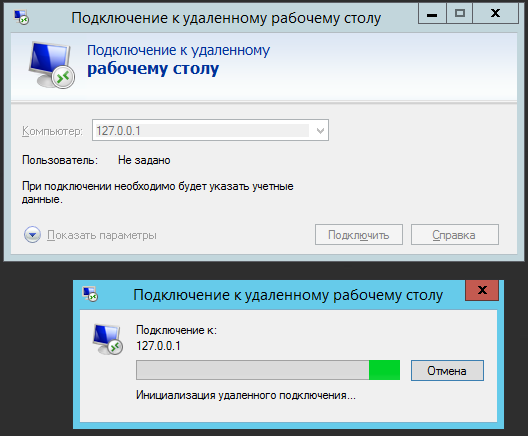 Подключение к удаленному рабочему столу
Подключение к удаленному
рабочему столу
Компьютер: 127.0.0.1
Пользователь: Не задано
При подключении необходимо будет указать учетные
данные.
Показать параметры Подключить Справка
Подключение к удаленному рабочему столу
Подключение к:
127.0.0.1
Отмена
Инициализация удаленного подключения...